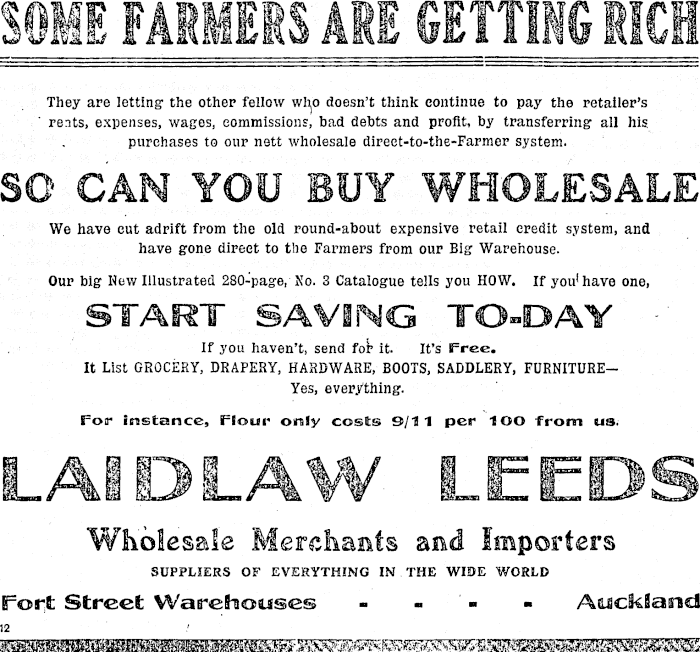 SOME FARMERS ARE GETTING RICH
They are letting the other fellow who doesn't think continue to pay the retailer's
rents, expenses, wages, commissions, bad debts and profit, by transferring all his
purchases to our nett wholesale direct-to-the-Farmer system.
SO CAN YOU BUY WHOLESALE
We have cut adrift from the old round-about expensive retail credit system, and
have gone direct to the Farmers from our Big Warehouse.
Our big New Illustrated 280-page, No. 3 Catalogue tells you HOW. If you have one,
START SAVING TO-DAY
If you haven't, send for it. It's Free.
It List GROCERY, DRAPERY, HARDWARE, BOOTS, SADDLERY, FURNITURE—
Yes, everything.
For instance, Flour only costs 9/11 per 100 from us.
LAIDLAW LEEDS
Wholesale Merchants and Importers
SUPPLIERS OF EVERYTHING IN THE WIDE WORLD
Fort Street Warehouses - - - - Auckland
12